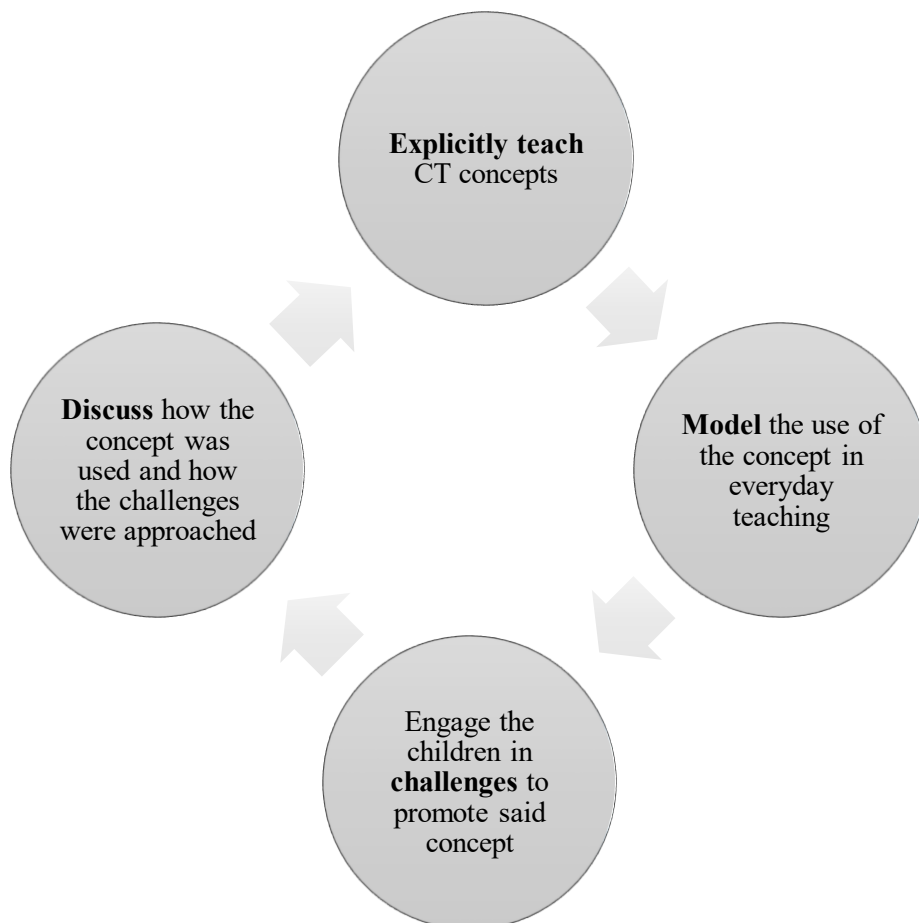 Explicitly teach
CT concepts
Model the use of
the concept in
everyday
teaching
Engage the
children in
challenges to
promote said
concept
Discuss how the
concept was
used and how
the challenges
were approached